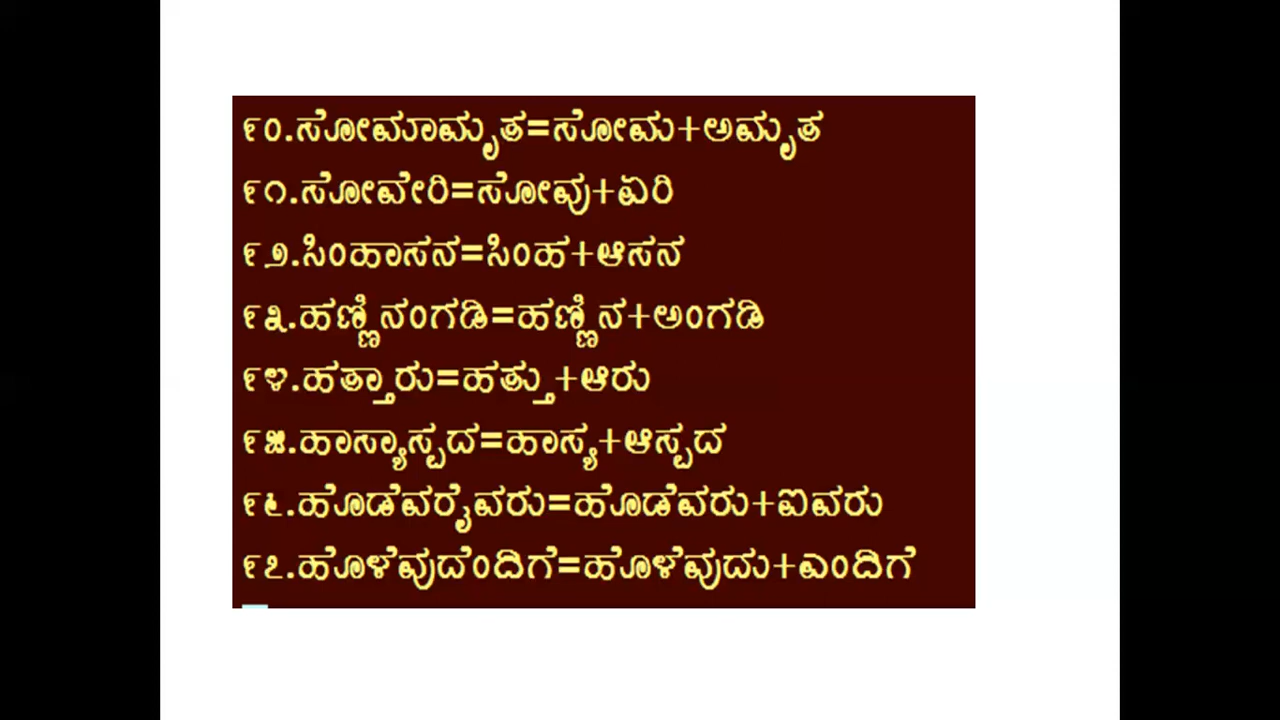 ೯೦.ಸೋಮಾಮೃತ=ಸೋಮ+ಅಮೃತ
೯೧.ಸೋವೇರಿ=ಸೋವು+ಏರಿ
೯೨.ಸಿಂಹಾಸನ=ಸಿಂಹ+ಆಸನ
೯೩.ಹಣ್ಣಿನಂಗಡಿ=ಹಣ್ಣಿನ+ಅಂಗಡಿ
೯೪.ಹತ್ತಾರು=ಹತ್ತು+ಆರು
೯೫.ಹಾಸ್ಯಾಸ್ಪದ=ಹಾಸ್ಯ+ಆಸ್ಪದ
೯೬.ಹೊಡೆವರೈವರು=ಹೊಡೆವರು+ಐವರು
೯೭.ಹೊಳೆವುದೆಂದಿಗೆ=ಹೊಳೆವುದು+ಎಂದಿಗೆ